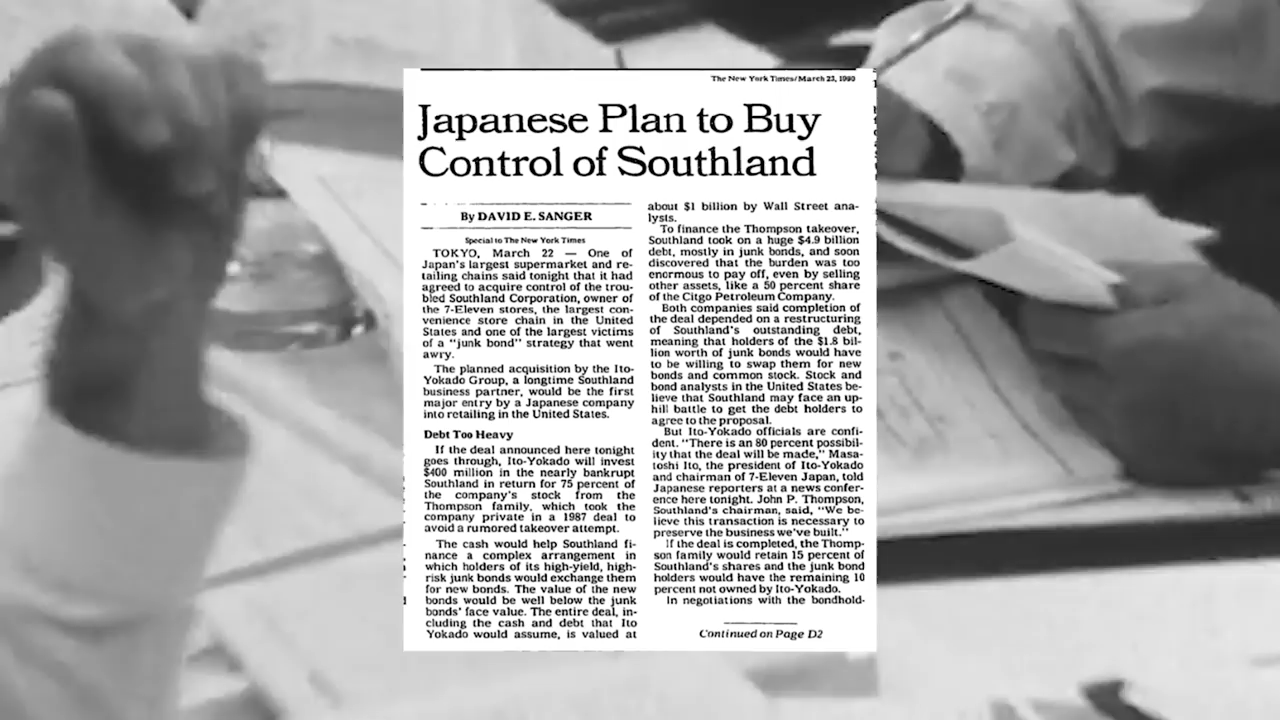 The New York Times/March 23, 1990
Japanese Plan to Buy
Control of Southland
By DAVID E. SANGER
Special to The New York Times
TOKYO, March 22 — One of
Japan's largest supermarket and re-
tailing chains said tonight that it had
agreed to acquire control of the trou-
bled Southland Corporation, owner of
the 7-Eleven stores, the largest con-
venience store chain in the United
States and one of the largest victims
of a "junk bond" strategy that went
awry.
The planned acquisition by the Ito-
Yokado Group, a longtime Southland
business partner, would be the first
major entry by a Japanese company
into retailing in the United States.
Debt Too Heavy
If the deal announced here tonight
goes through, Ito-Yokado will invest
$400 million in the nearly bankrupt
Southland in return for 75 percent of
the company's stock from the
Thompson family, which took the
company private in a 1987 deal to
avoid a rumored takeover attempt.
The cash would help Southland fi-
nance a complex arrangement in
which holders of its high-yield, high-
risk junk bonds would exchange them
for new bonds. The value of the new
bonds would be well below the junk
bonds' face value. The entire deal, in-
cluding the cash and debt that Ito
Yokado would assume, is valued at
about $1 billion by Wall Street ana-
lysts.
To finance the Thompson takeover,
Southland took on a huge $4.9 billion
debt, mostly in junk bonds, and soon
discovered that the burden was too
enormous to pay off, even by selling
other assets, like a 50 percent share
of the Citgo Petroleum Company.
Both companies said completion of
the deal depended on a restructuring
of Southland's outstanding debt,
meaning that holders of the $1.8 bil-
lion worth of junk bonds would have
to be willing to swap them for new
bonds and common stock. Stock and
bond analysts in the United States be-
lieve that Southland may face an up-
hill battle to get the debt holders to
agree to the proposal.
But Ito-Yokado officials are confi-
dent. "There is an 80 percent possibil-
ity that the deal will be made," Masa-
toshi Ito, the president of Ito-Yokado
and chairman of 7-Eleven Japan, told
Japanese reporters at a news confer-
ence here tonight. John P. Thompson,
Southland's chairman, said, "We be-
lieve this transaction is necessary to
preserve the business we've built."
If the deal is completed, the Thomp-
son family would retain 15 percent of
Southland's shares and the junk bond
holders would have the remaining 10
percent not owned by Ito-Yokado.
In negotiations with the bondhold-
Continued on Page D2